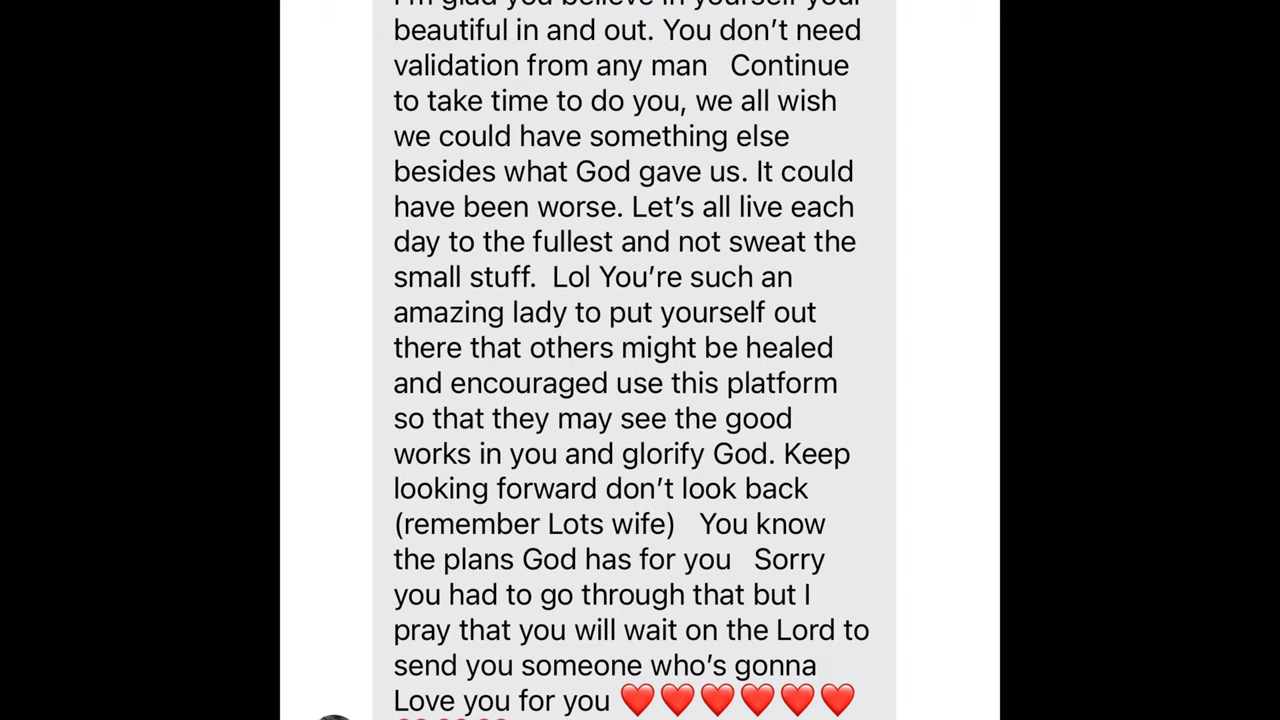 I'm glad you believe in yourself your
beautiful in and out. You don’t need
validation from any man   Continue
to take time to do you, we all wish
we could have something else
besides what God gave us. It could
have been worse. Let’s all live each
day to the fullest and not sweat the
small stuff.  Lol You’re such an
amazing lady to put yourself out
there that others might be healed
and encouraged use this platform
so that they may see the good
works in you and glorify God. Keep
looking forward don’t look back
(remember Lots wife)   You know
the plans God has for you   Sorry
you had to go through that but I
pray that you will wait on the Lord to
send you someone who’s gonna
Love you for you ❤️❤️❤️❤️❤️❤️